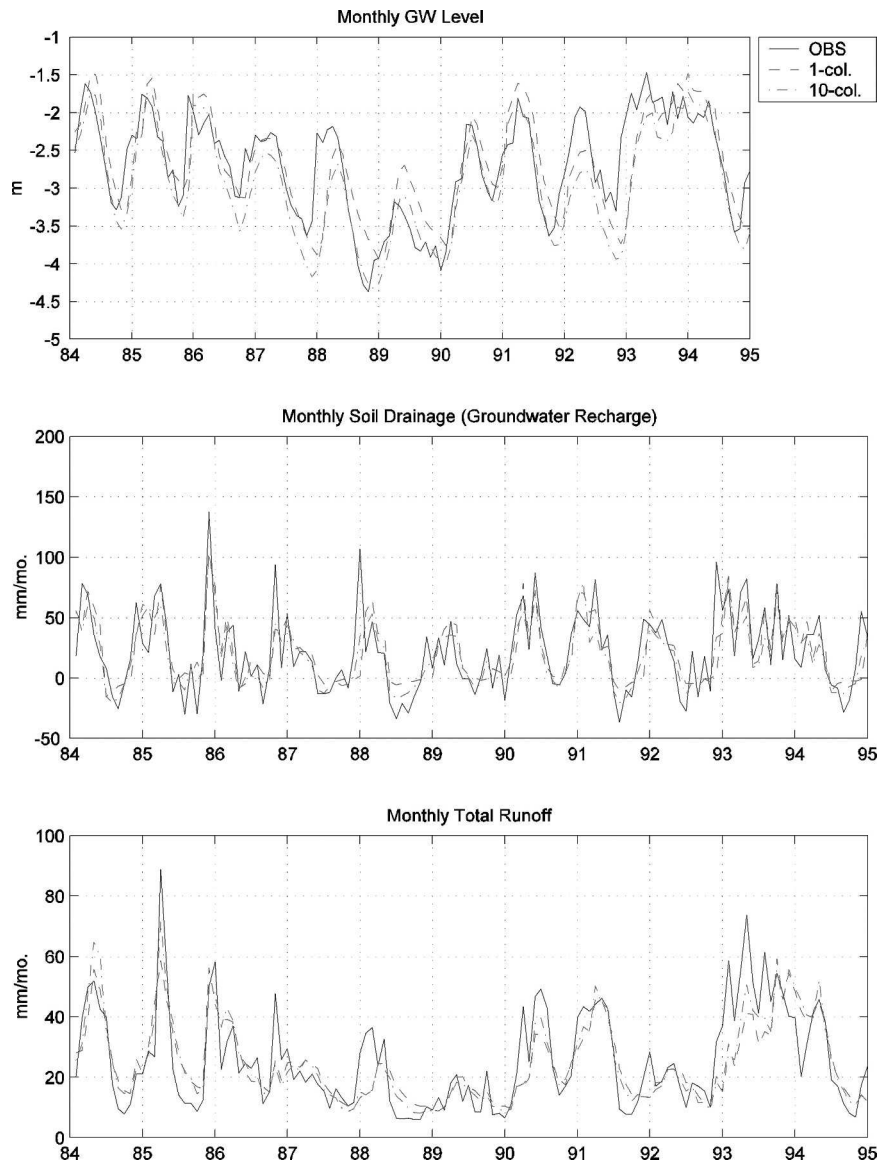 Monthly GW Level
-1
-1.5
-2
-2.5
-3
-3.5
-4
-4.5
-5
m
84 85 86 87 88 89 90 91 92 93 94 95
OBS
1-col.
10-col.
Monthly Soil Drainage (Groundwater Recharge)
200
150
100
50
0
-50
mm/mo.
84 85 86 87 88 89 90 91 92 93 94 95
Monthly Total Runoff
100
80
60
40
20
0
mm/mo.
84 85 86 87 88 89 90 91 92 93 94 95